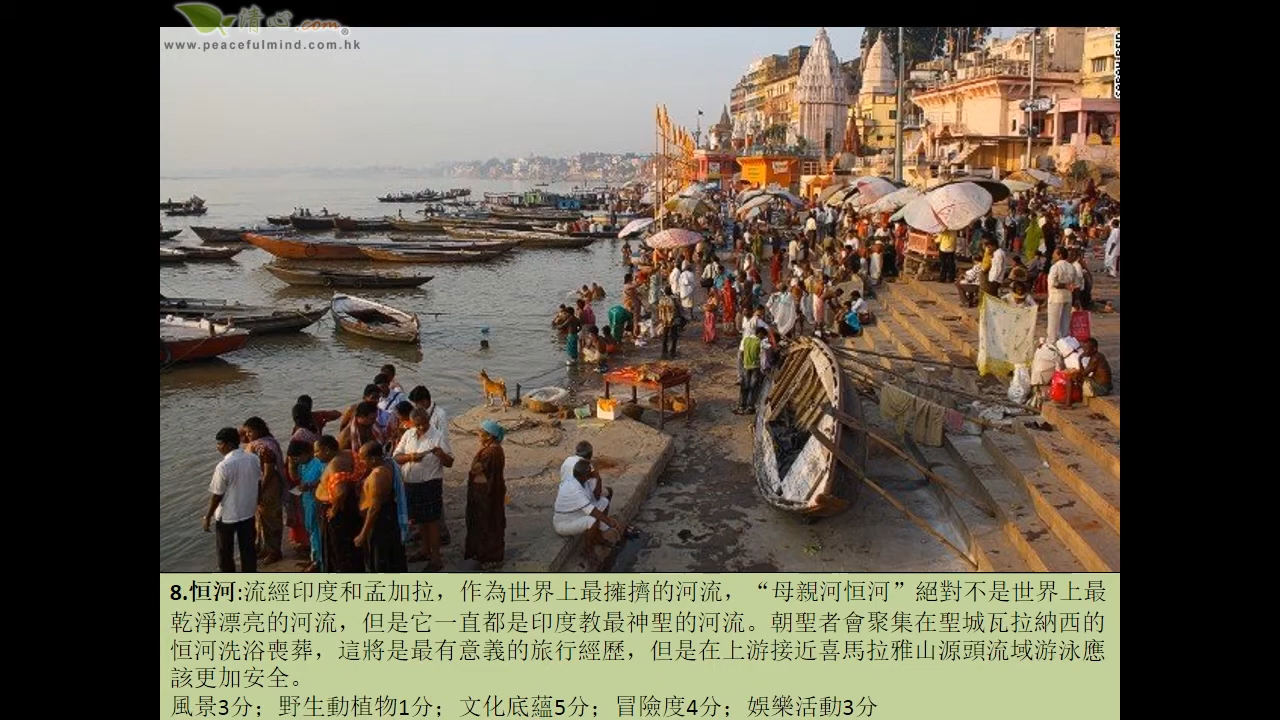 清心.com®
www.peacefulmind.com.hk
8.恒河:流經印度和孟加拉，作為世界上最擁擠的河流，“母親河恒河”絕對不是世界上最
乾淨漂亮的河流，但是它一直都是印度教最神聖的河流。朝聖者會聚集在聖城瓦拉納西的
恒河洗浴喪葬，這將是最有意義的旅行經歷，但是在上游接近喜馬拉雅山源頭流域游泳應
該更加安全。
風景3分；野生動植物1分；文化底蘊5分；冒險度4分；娛樂活動3分